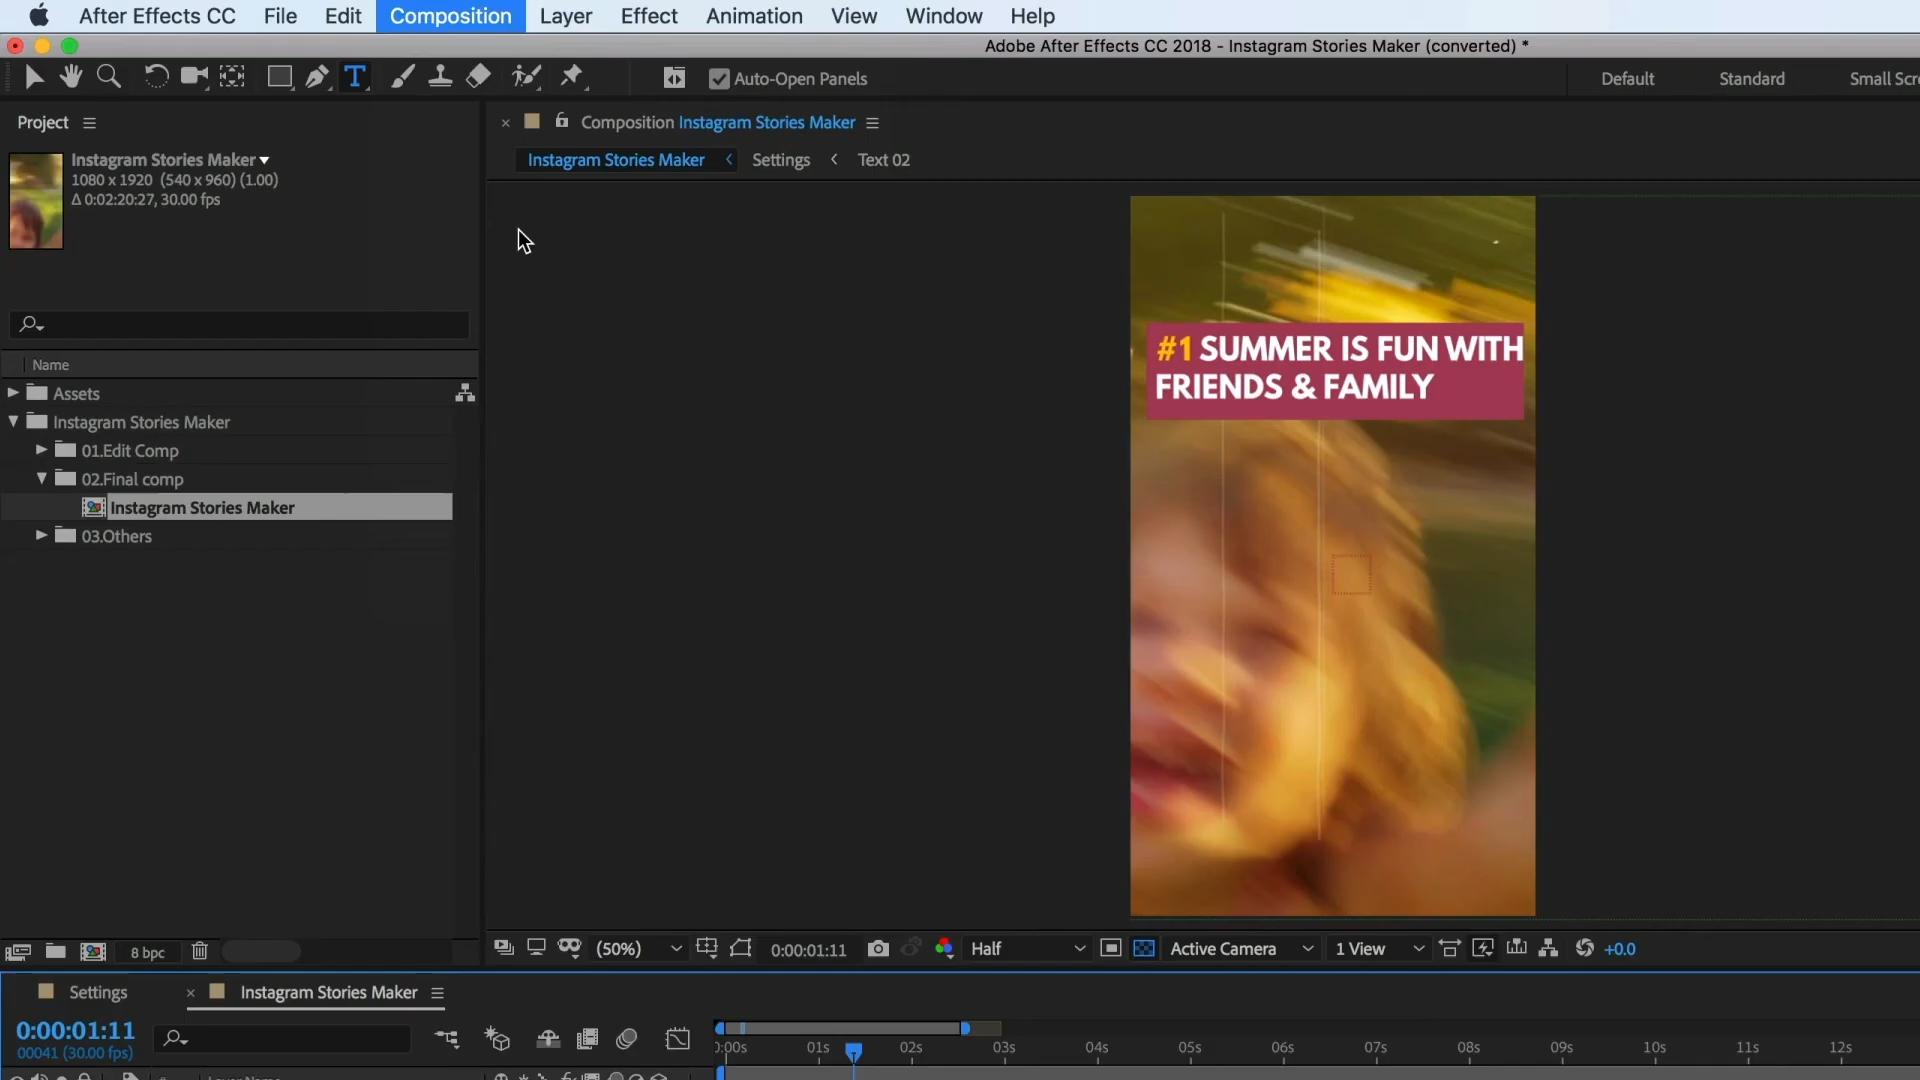 After Effects CC File Edit Composition Layer Effect Animation View Window Help
Adobe After Effects CC 2018 - Instagram Stories Maker (converted) *
T Auto-Open Panels Default Standard
Project
Composition Instagram Stories Maker
Instagram Stories Maker
1080 x 1920 (540 x 960) (1.00)
Δ 0:02:20:27, 30.00 fps
Instagram Stories Maker < Settings < Text 02
#1 SUMMER IS FUN WITH
FRIENDS & FAMILY
Name
Assets
Instagram Stories Maker
01.Edit Comp
02.Final comp
Instagram Stories Maker
03.Others
8 bpc
(50%) 0:00:01:11 Half Active Camera 1 View +0.0
Settings × Instagram Stories Maker
0:00:01:11
00041 (30.00 fps)
01s 02s 03s 04s 05s 06s 07s 08s 09s 10s 11s 12s